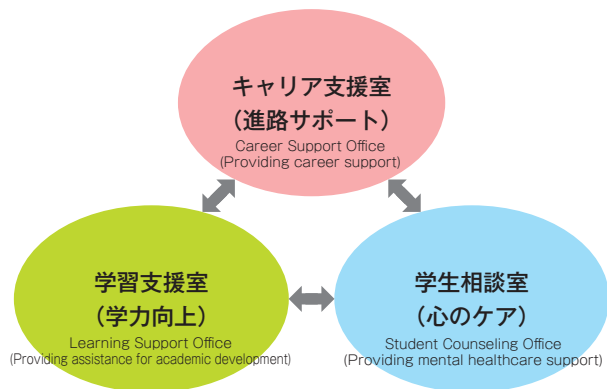 キャリア支援室
（進路サポート）
Career Support Office
(Providing career support)
学習支援室
（学力向上）
Learning Support Office
(Providing assistance for academic development)
学生相談室
（心のケア）
Student Counseling Office
(Providing mental healthcare support)